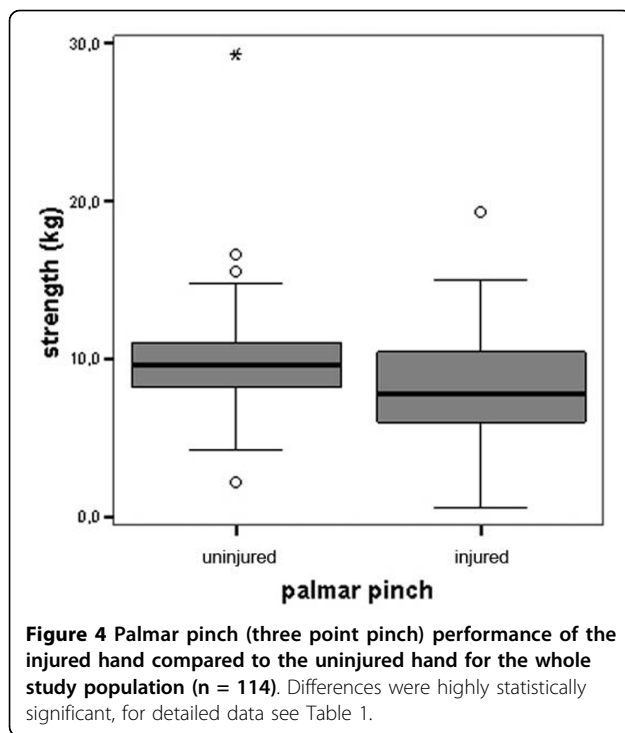 30,0
20,0
10,0
0,0
strength (kg)
*
uninjured injured
palmar pinch
Figure 4 Palmar pinch (three point pinch) performance of the
injured hand compared to the uninjured hand for the whole
study population (n = 114). Differences were highly statistically
significant, for detailed data see Table 1.